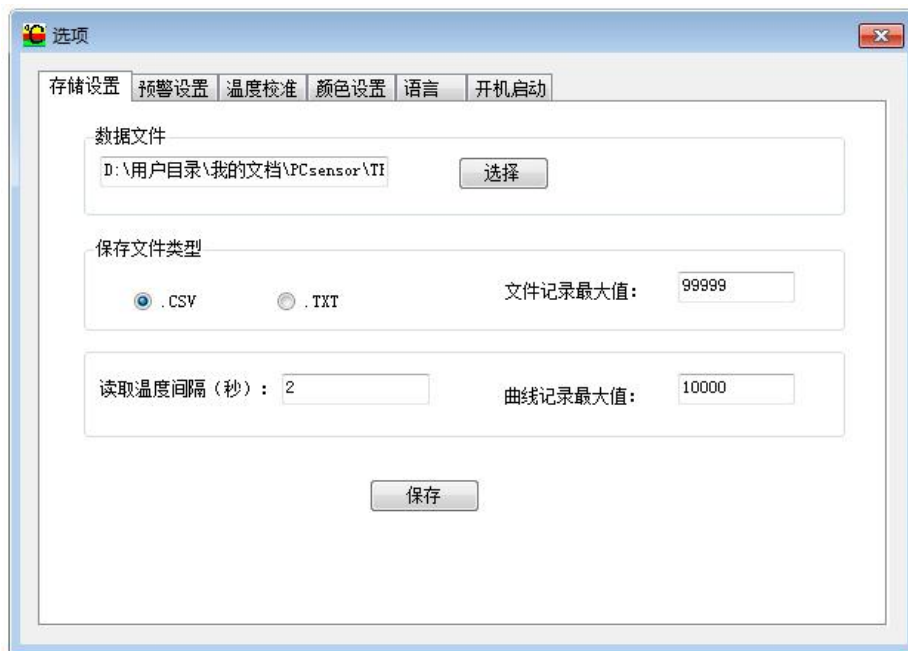 选项
存储设置 预警设置 温度校准 颜色设置 语言 开机启动
数据文件
D:\用户目录\我的文档\PCsensor\TE
选择
保存文件类型
.CSV .TXT 文件记录最大值: 99999
读取温度间隔（秒）: 2 曲线记录最大值: 10000
保存